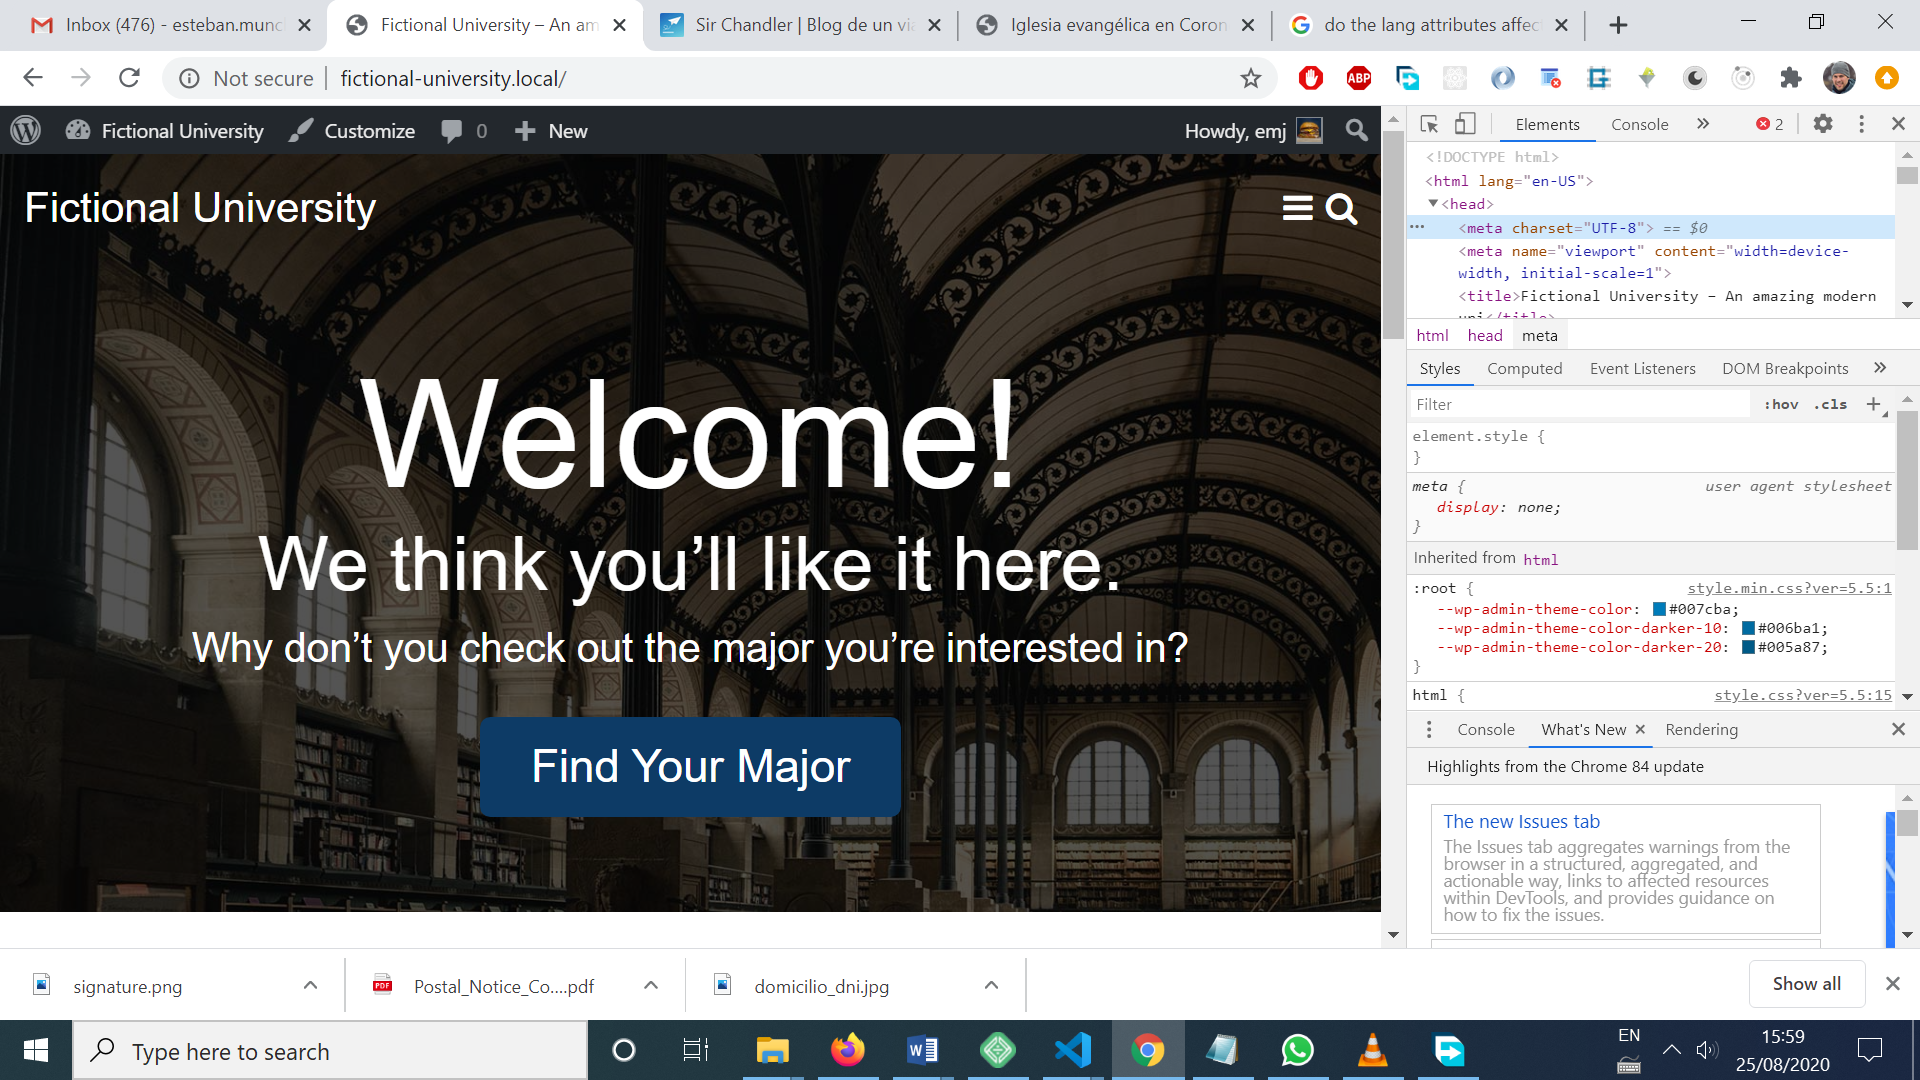 Inbox (476) - esteban.munc
Fictional University – An am
Sir Chandler | Blog de un via
Iglesia evangélica en Coron
do the lang attributes affec
Not secure
fictional-university.local/
ABP
Fictional University
Customize
0
New
Howdy, emj
Fictional University
Welcome!
We think you’ll like it here.
Why don’t you check out the major you’re interested in?
Find Your Major
Elements
Console
2
<!DOCTYPE html>
<html lang="en-US">
<head>
<meta charset="UTF-8"> == $0
<meta name="viewport" content="width=device-
width, initial-scale=1">
<title>Fictional University – An amazing modern
uni</title>
html
head
meta
Styles
Computed
Event Listeners
DOM Breakpoints
Filter
:hov
.cls
element.style {
}
meta {
user agent stylesheet
display: none;
}
Inherited from html
:root {
style.min.css?ver=5.5:1
--wp-admin-theme-color: #007cba;
--wp-admin-theme-color-darker-10: #006ba1;
--wp-admin-theme-color-darker-20: #005a87;
}
html {
style.css?ver=5.5:15
Console
What's New
Rendering
Highlights from the Chrome 84 update
The new Issues tab
The Issues tab aggregates warnings from the
browser in a structured, aggregated, and
actionable way, links to affected resources
within DevTools, and provides guidance on
how to fix the issues.
signature.png
PDF
Postal_Notice_Co....pdf
domicilio_dni.jpg
Show all
Type here to search
EN
15:59
25/08/2020